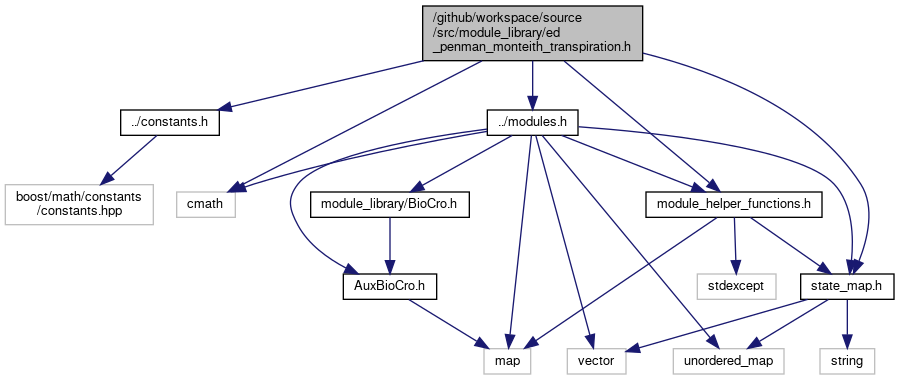 /github/workspace/source
/src/module_library/ed
_penman_monteith_transpiration.h
../constants.h
../modules.h
boost/math/constants
/constants.hpp
cmath
module_library/BioCro.h
module_helper_functions.h
AuxBioCro.h
stdexcept
state_map.h
map
vector
unordered_map
string